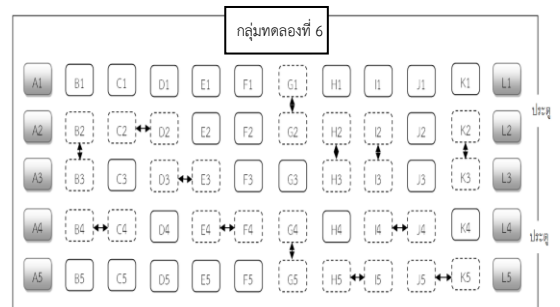 กลุ่มทดลองที่ 6
A1 B1 C1 D1 E1 F1 G1 H1 I1 J1 K1 L1
ประตู
A2 B2 C2 D2 E2 F2 G2 H2 I2 J2 K2 L2
A3 B3 C3 D3 E3 F3 G3 H3 I3 J3 K3 L3
A4 B4 C4 D4 E4 F4 G4 H4 I4 J4 K4 L4
ประตู
A5 B5 C5 D5 E5 F5 G5 H5 I5 J5 K5 L5